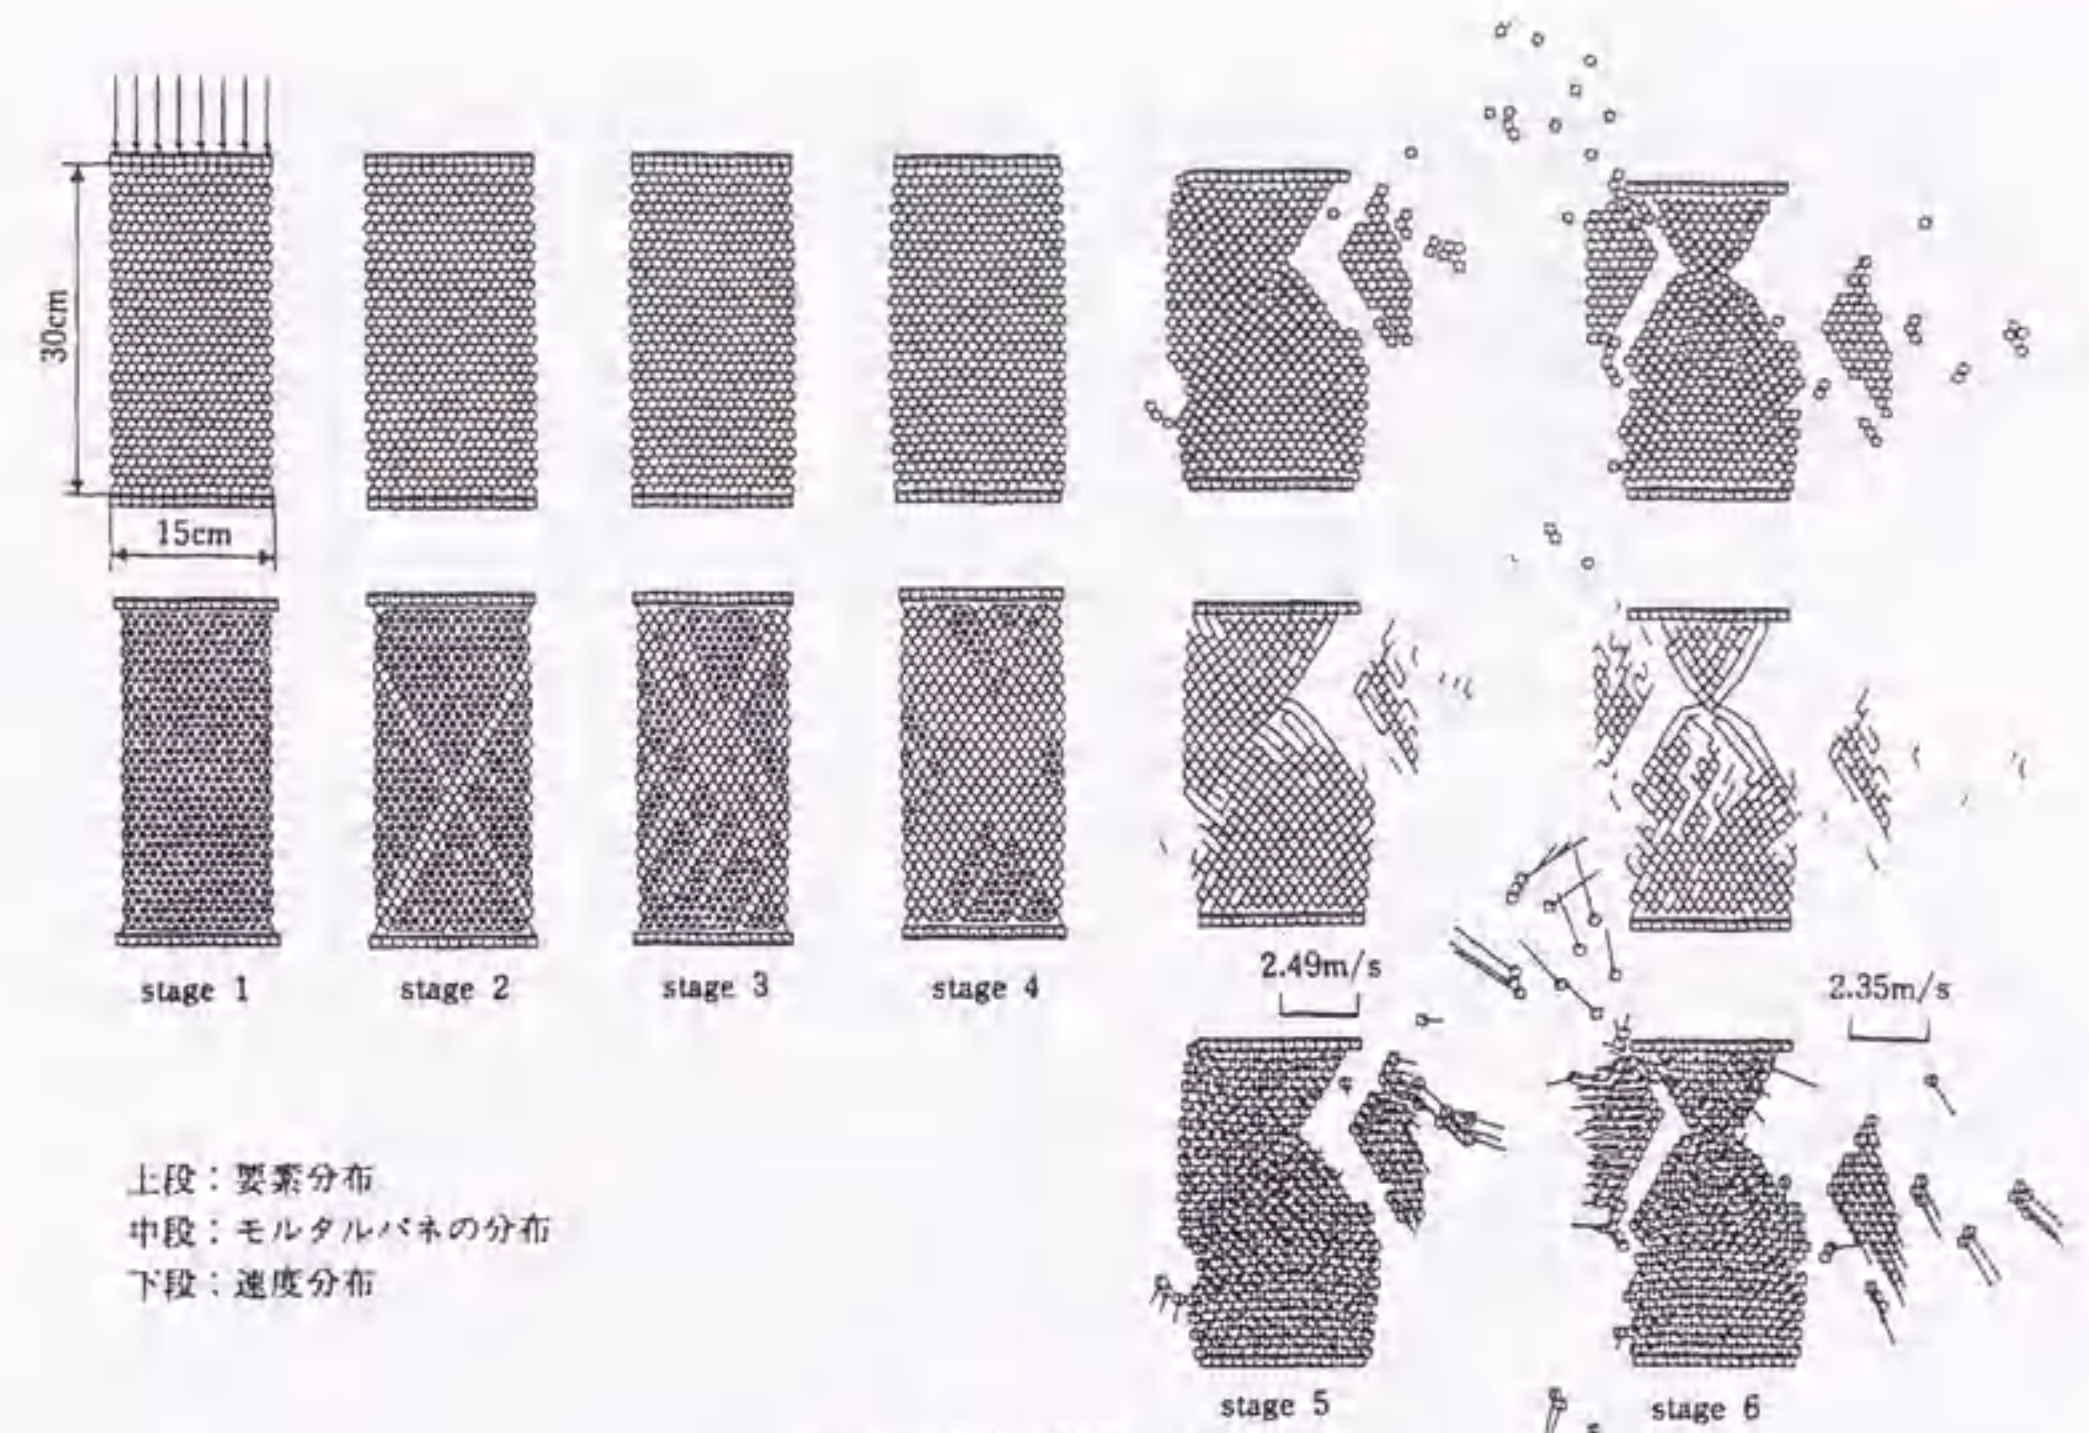 30cm
15cm
stage 1
stage 2
stage 3
stage 4
2.49m/s
2.35m/s
上段：要素分布
中段：モルタルバネの分布
下段：速度分布
stage 5
stage 6